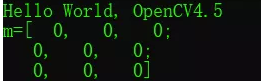 Hello World, OpenCV4.5
m=[  0,   0,   0;
   0,   0,   0;
   0,   0,   0]